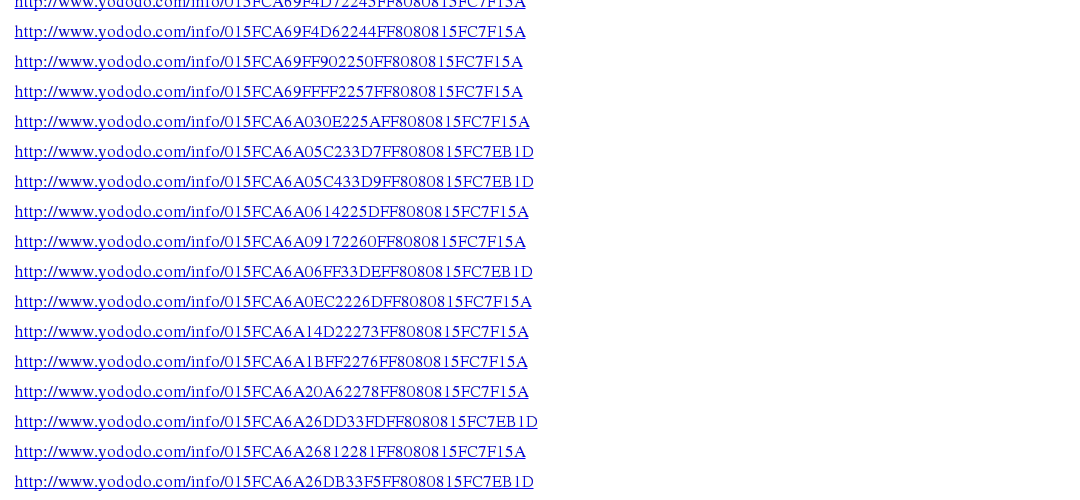 http://www.yododo.com/info/015FCA69F4D72245FF8080815FC7F15A
http://www.yododo.com/info/015FCA69F4D62244FF8080815FC7F15A
http://www.yododo.com/info/015FCA69FF902250FF8080815FC7F15A
http://www.yododo.com/info/015FCA69FFFF2257FF8080815FC7F15A
http://www.yododo.com/info/015FCA6A030E225AFF8080815FC7F15A
http://www.yododo.com/info/015FCA6A05C233D7FF8080815FC7EB1D
http://www.yododo.com/info/015FCA6A05C433D9FF8080815FC7EB1D
http://www.yododo.com/info/015FCA6A0614225DFF8080815FC7F15A
http://www.yododo.com/info/015FCA6A09172260FF8080815FC7F15A
http://www.yododo.com/info/015FCA6A06FF33DEFF8080815FC7EB1D
http://www.yododo.com/info/015FCA6A0EC2226DFF8080815FC7F15A
http://www.yododo.com/info/015FCA6A14D22273FF8080815FC7F15A
http://www.yododo.com/info/015FCA6A1BFF2276FF8080815FC7F15A
http://www.yododo.com/info/015FCA6A20A62278FF8080815FC7F15A
http://www.yododo.com/info/015FCA6A26DD33FDFF8080815FC7EB1D
http://www.yododo.com/info/015FCA6A26812281FF8080815FC7F15A
http://www.yododo.com/info/015FCA6A26DB33F5FF8080815FC7EB1D